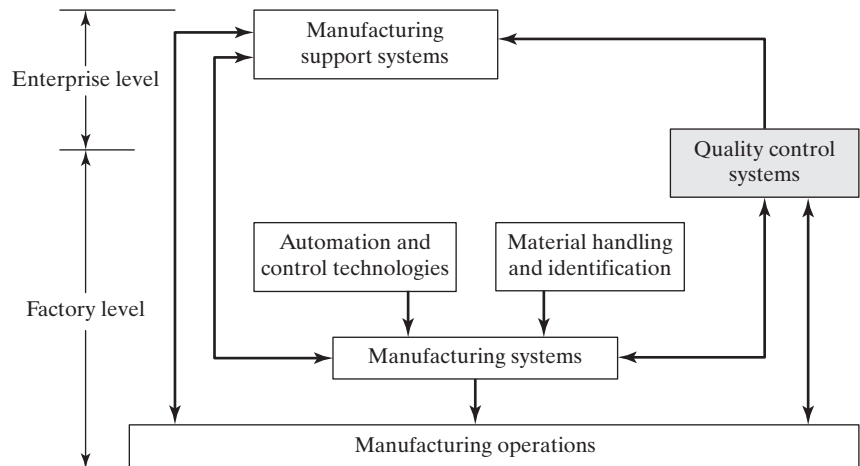 Manufacturing
support systems
Enterprise level
Quality control
systems
Automation and
control technologies
Material handling
and identification
Factory level
Manufacturing systems
Manufacturing operations